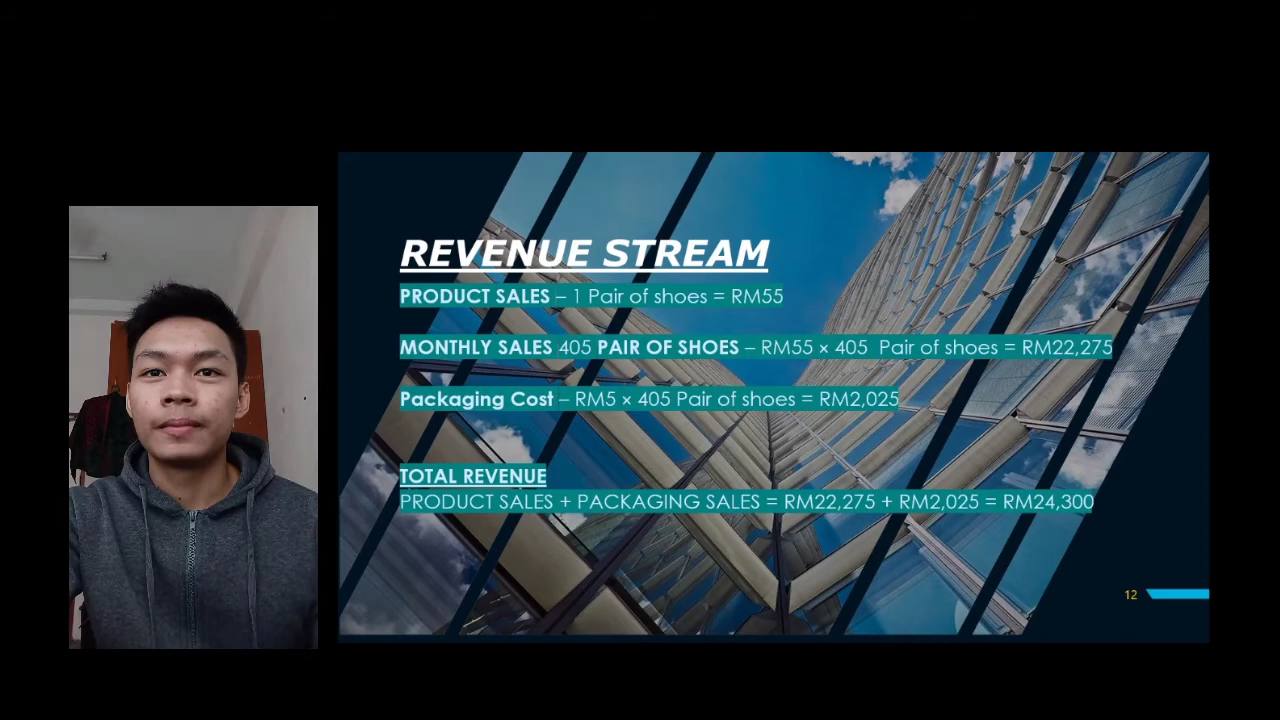 REVENUE STREAM
PRODUCT SALES – 1 Pair of shoes = RM55
MONTHLY SALES 405 PAIR OF SHOES – RM55 × 405 Pair of shoes = RM22,275
Packaging Cost – RM5 × 405 Pair of shoes = RM2,025
TOTAL REVENUE
PRODUCT SALES + PACKAGING SALES = RM22,275 + RM2,025 = RM24,300
12